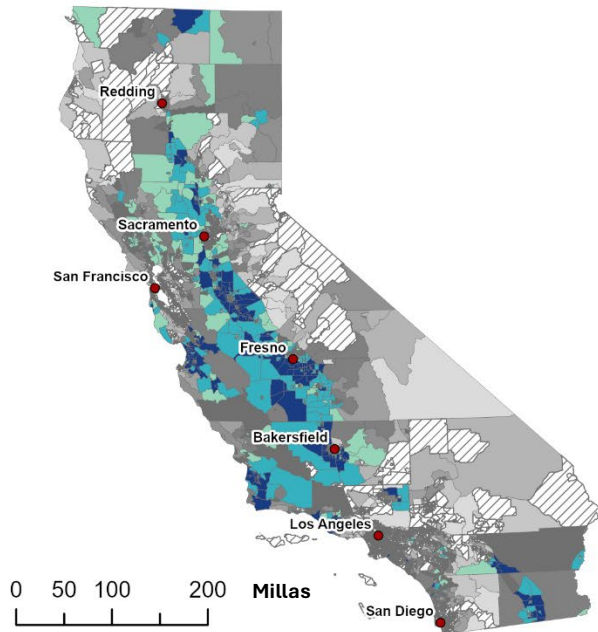 Redding
Sacramento
San Francisco
Fresno
Bakersfield
Los Angeles
0 50 100 200 Millas
San Diego